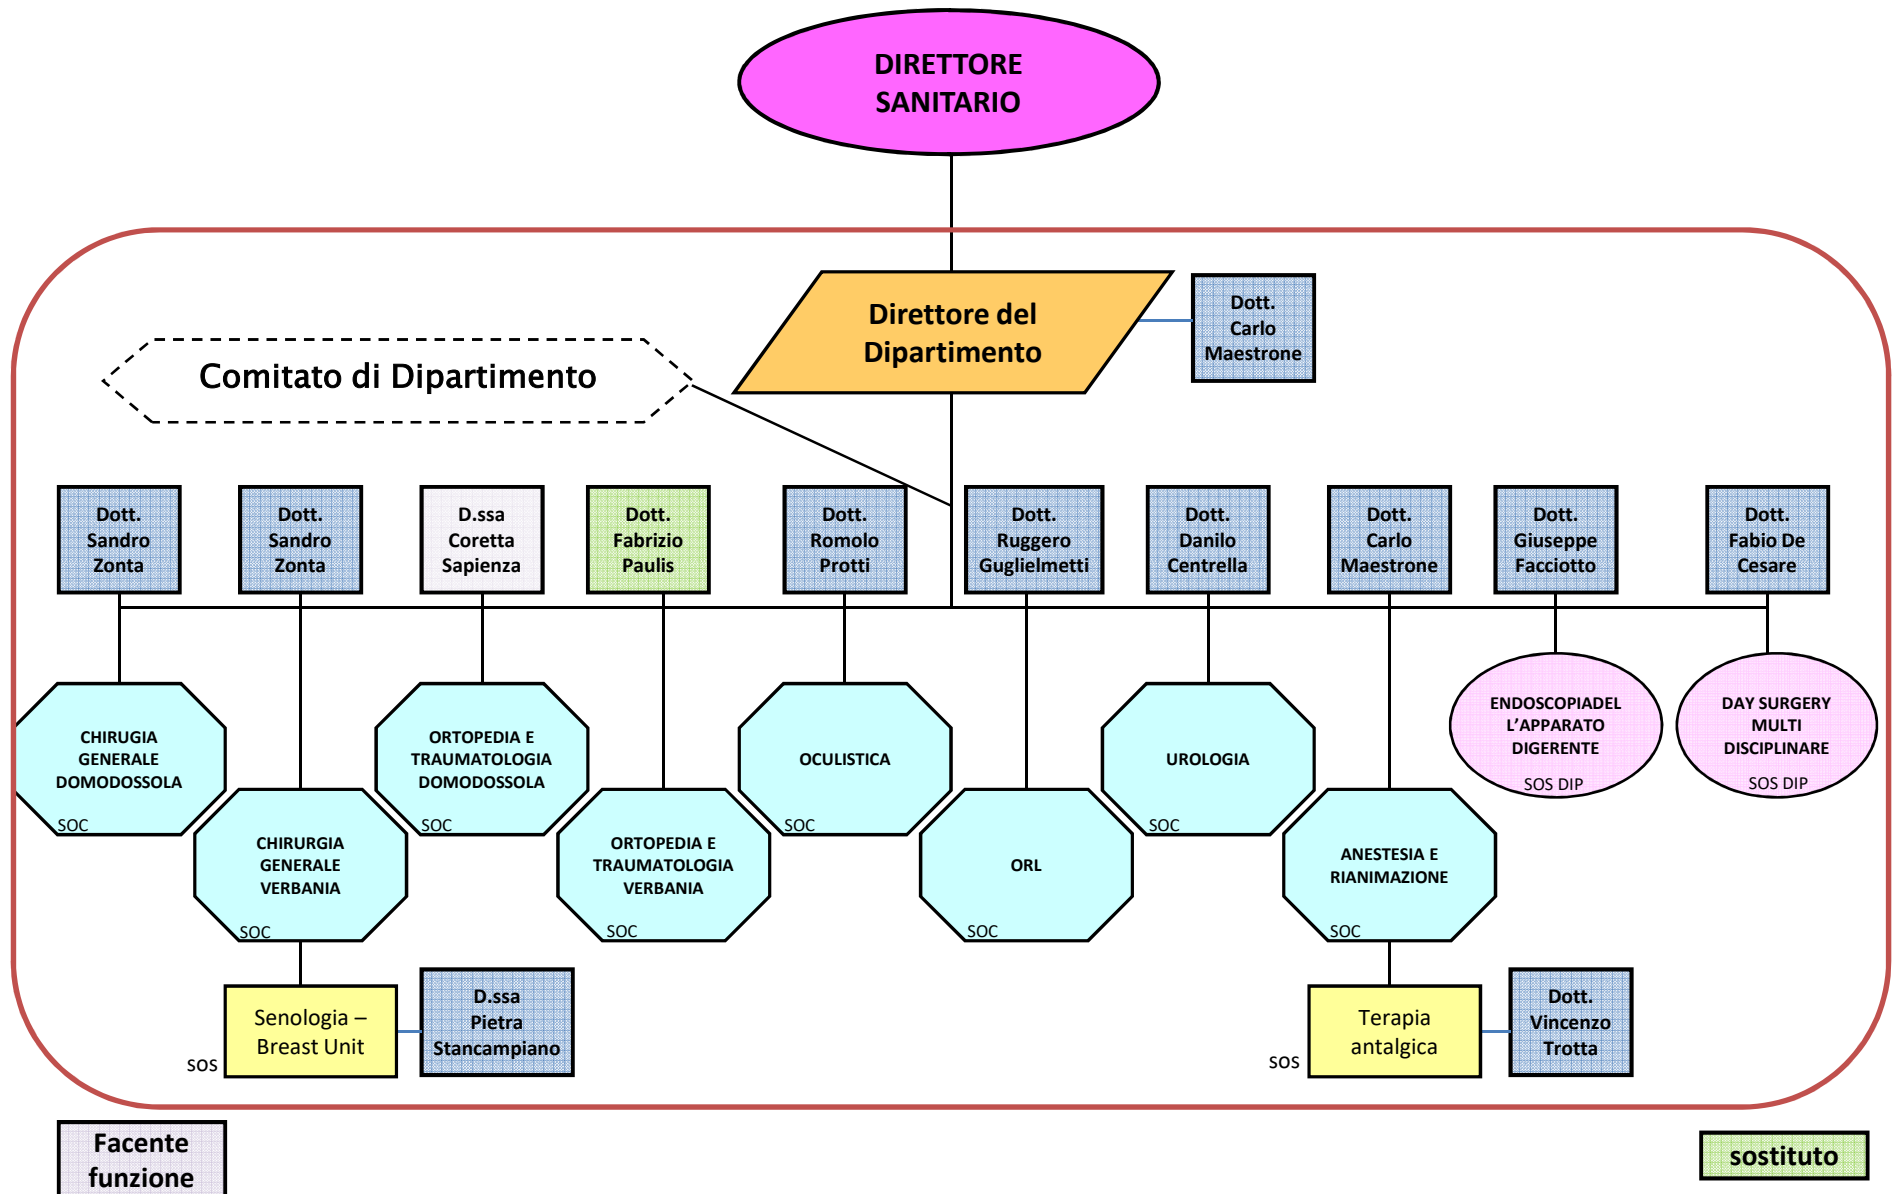 DIRETTORE
SANITARIO
Direttore del
Dipartimento
Dott.
Carlo
Maestrone
Comitato di Dipartimento
Dott.
Sandro
Zonta
Dott.
Sandro
Zonta
D.ssa
Coretta
Sapienza
Dott.
Fabrizio
Paulis
Dott.
Romolo
Protti
Dott.
Ruggero
Guglielmetti
Dott.
Danilo
Centrella
Dott.
Carlo
Maestrone
Dott.
Giuseppe
Facciotto
Dott.
Fabio De
Cesare
CHIRUGIA
GENERALE
DOMODOSSOLA
SOC
ORTOPEDIA E
TRAUMATOLOGIA
DOMODOSSOLA
SOC
OCULISTICA
SOC
UROLOGIA
SOC
ENDOSCOPIADEL
L’APPARATO
DIGERENTE
SOS DIP
DAY SURGERY
MULTI
DISCIPLINARE
SOS DIP
CHIRURGIA
GENERALE
VERBANIA
SOC
ORTOPEDIA E
TRAUMATOLOGIA
VERBANIA
SOC
ORL
SOC
ANESTESIA E
RIANIMAZIONE
SOC
Senologia –
Breast Unit
SOS
D.ssa
Pietra
Stancampiano
Terapia
antalgica
SOS
Dott.
Vincenzo
Trotta
Facente
funzione
sostituto